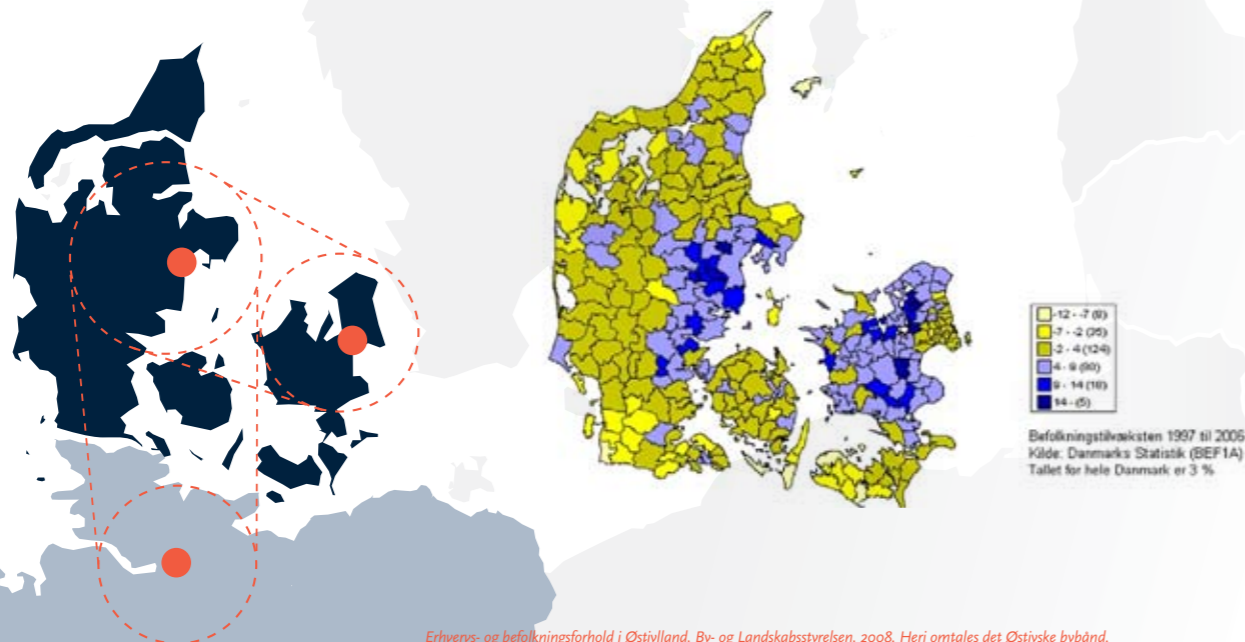 -12 - -7 (8)
-7 - -2 (26)
-2 - 4 (124)
4 - 9 (90)
9 - 14 (18)
14 - (5)
Befolkningstilvæksten 1997 til 2006
Kilde: Danmarks Statistik (BEF1A)
Tallet for hele Danmark er 3 %
Erhvervs- og befolkningsforhold i Østjylland. By- og Landskabsstyrelsen. 2008. Heri omtales det Østjyske bybånd.